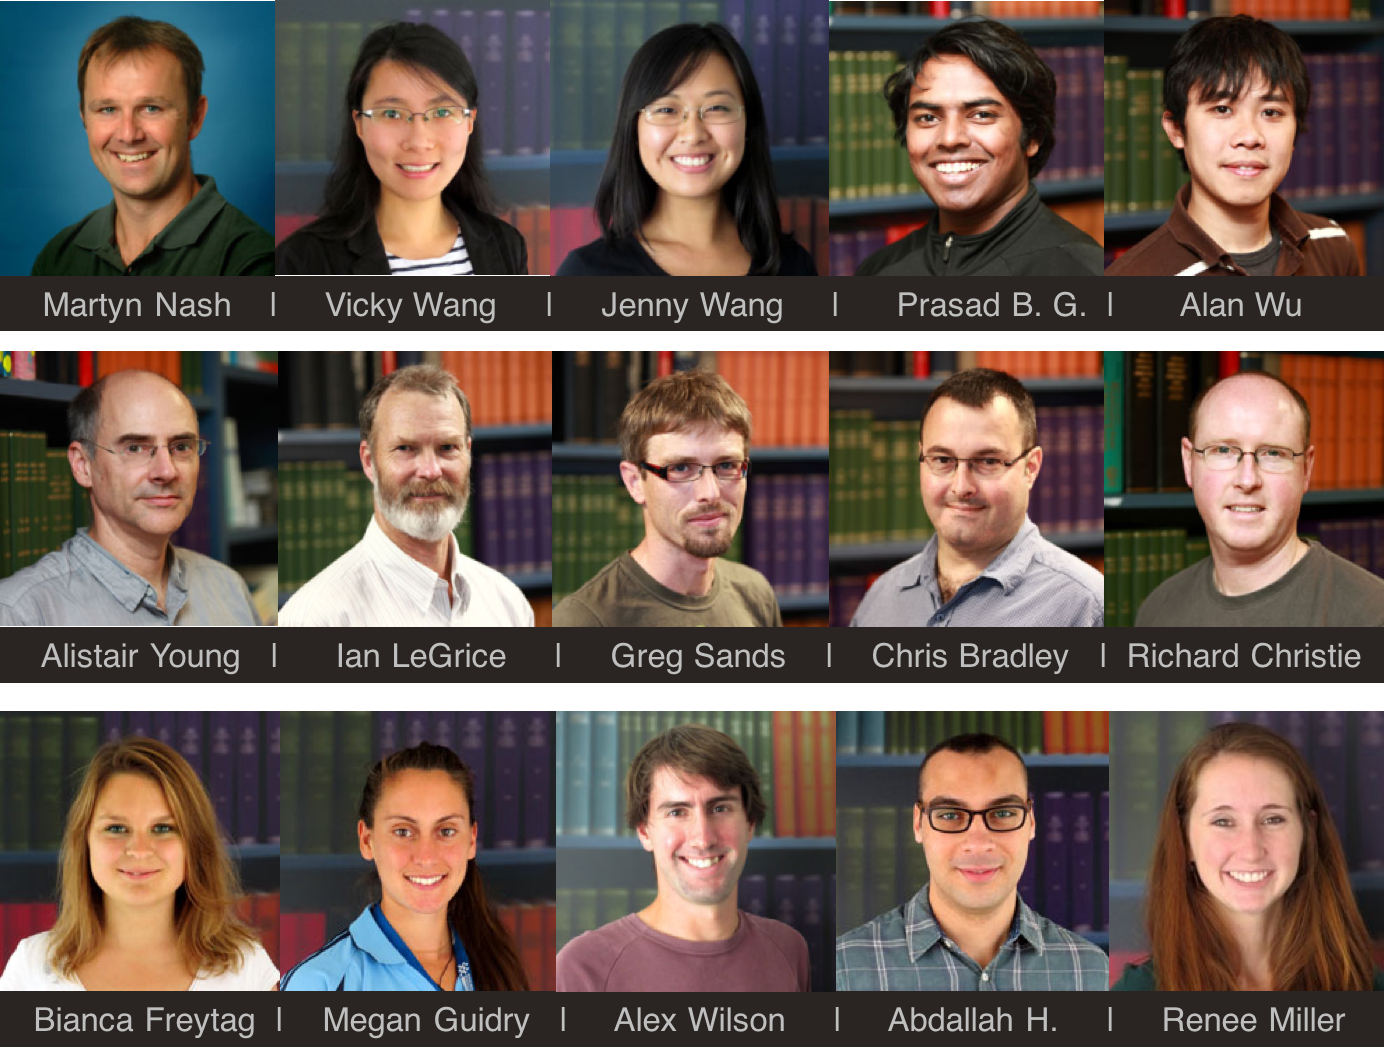 Martyn Nash | Vicky Wang | Jenny Wang | Prasad B. G. | Alan Wu
Alistair Young | Ian LeGrice | Greg Sands | Chris Bradley | Richard Christie
Bianca Freytag | Megan Guidry | Alex Wilson | Abdallah H. | Renee Miller